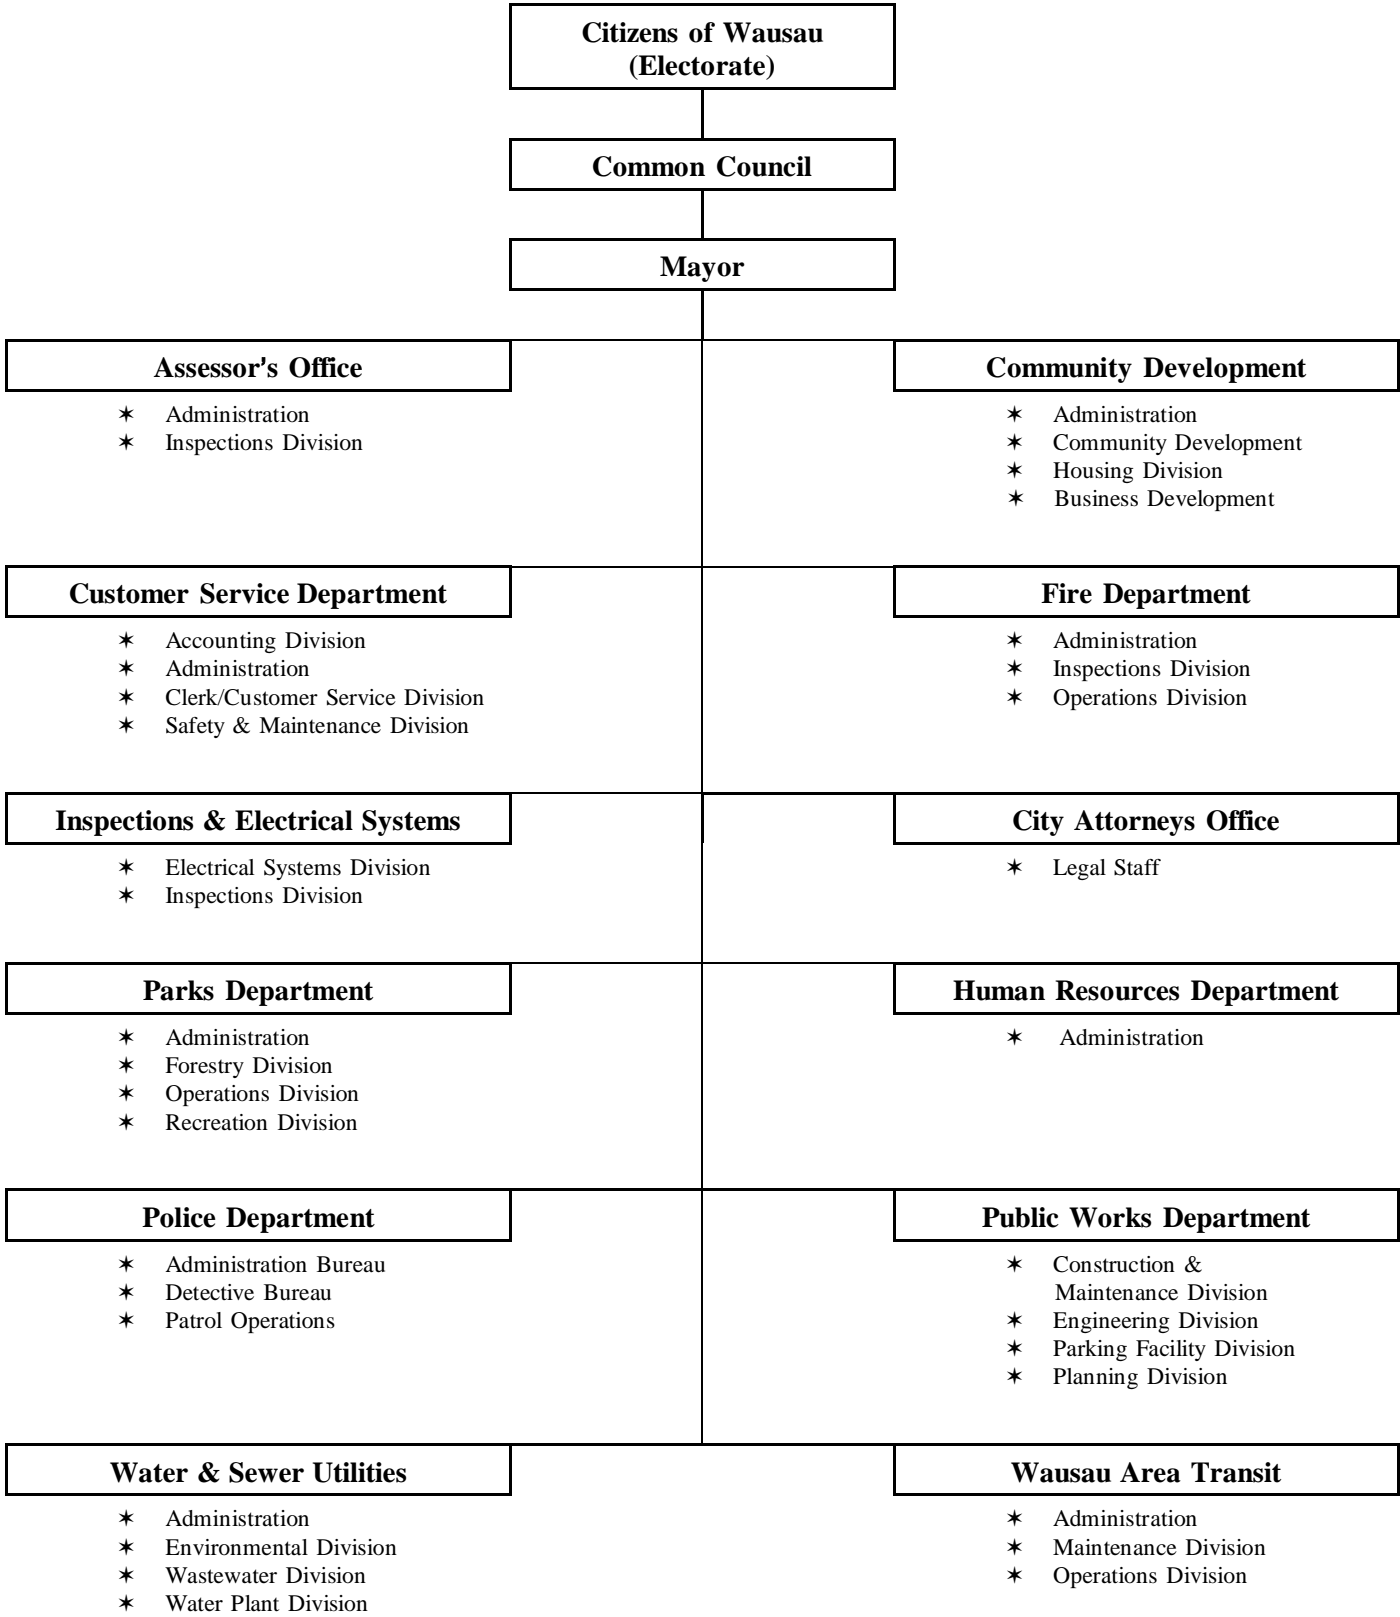 Citizens of Wausau
(Electorate)
Common Council
Mayor
Assessor's Office
✶ Administration
✶ Inspections Division
Community Development
✶ Administration
✶ Community Development
✶ Housing Division
✶ Business Development
Customer Service Department
✶ Accounting Division
✶ Administration
✶ Clerk/Customer Service Division
✶ Safety & Maintenance Division
Fire Department
✶ Administration
✶ Inspections Division
✶ Operations Division
Inspections & Electrical Systems
✶ Electrical Systems Division
✶ Inspections Division
City Attorneys Office
✶ Legal Staff
Parks Department
✶ Administration
✶ Forestry Division
✶ Operations Division
✶ Recreation Division
Human Resources Department
✶ Administration
Police Department
✶ Administration Bureau
✶ Detective Bureau
✶ Patrol Operations
Public Works Department
✶ Construction &
Maintenance Division
✶ Engineering Division
✶ Parking Facility Division
✶ Planning Division
Water & Sewer Utilities
✶ Administration
✶ Environmental Division
✶ Wastewater Division
✶ Water Plant Division
Wausau Area Transit
✶ Administration
✶ Maintenance Division
✶ Operations Division